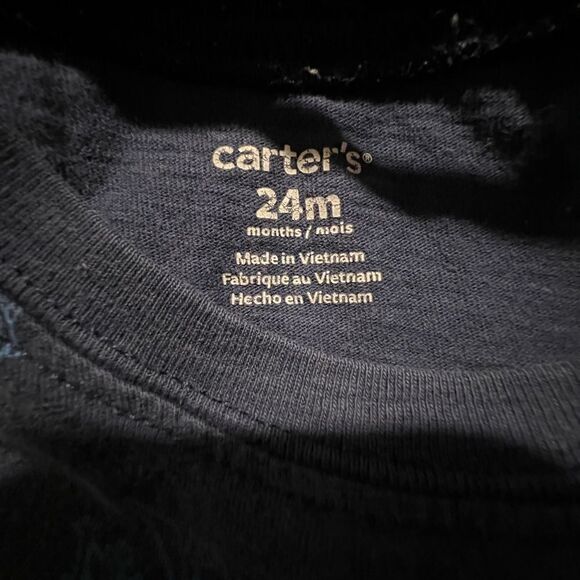 carter's®
24m
months / mois
Made in Vietnam
Fabriqué au Vietnam
Hecho en Vietnam